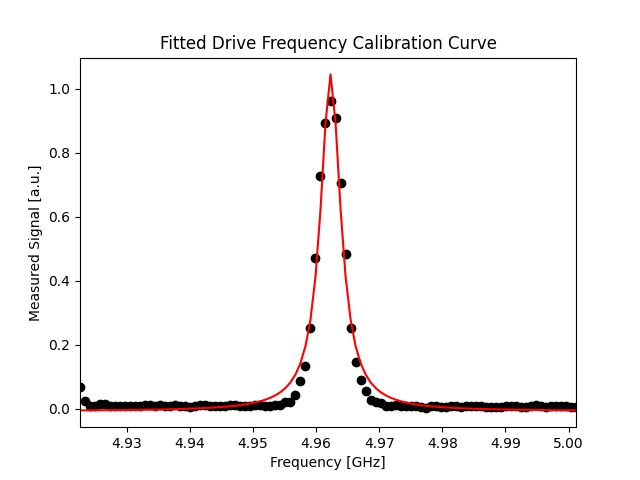 Fitted Drive Frequency Calibration Curve
Measured Signal [a.u.]
1.0
0.8
0.6
0.4
0.2
0.0
4.93 4.94 4.95 4.96 4.97 4.98 4.99 5.00
Frequency [GHz]